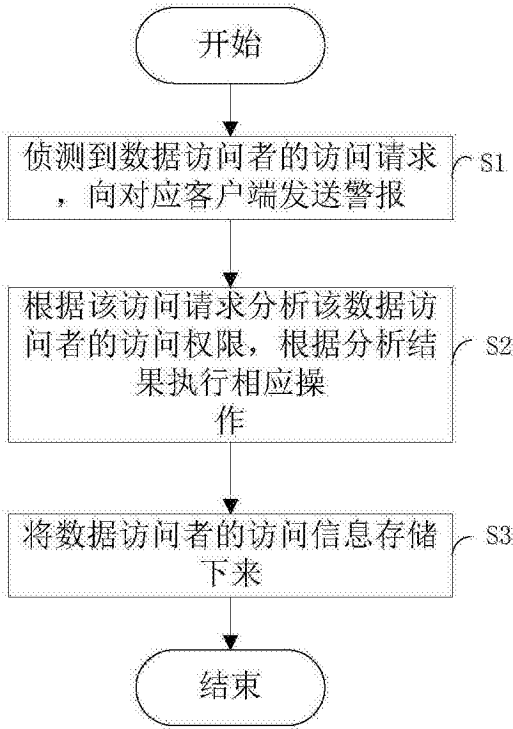 开始
侦测到数据访问者的访问请求
，向对应客户端发送警报
S1
根据该访问请求分析该数据访
问者的访问权限，根据分析结
果执行相应操
作
S2
将数据访问者的访问信息存储
下来
S3
结束